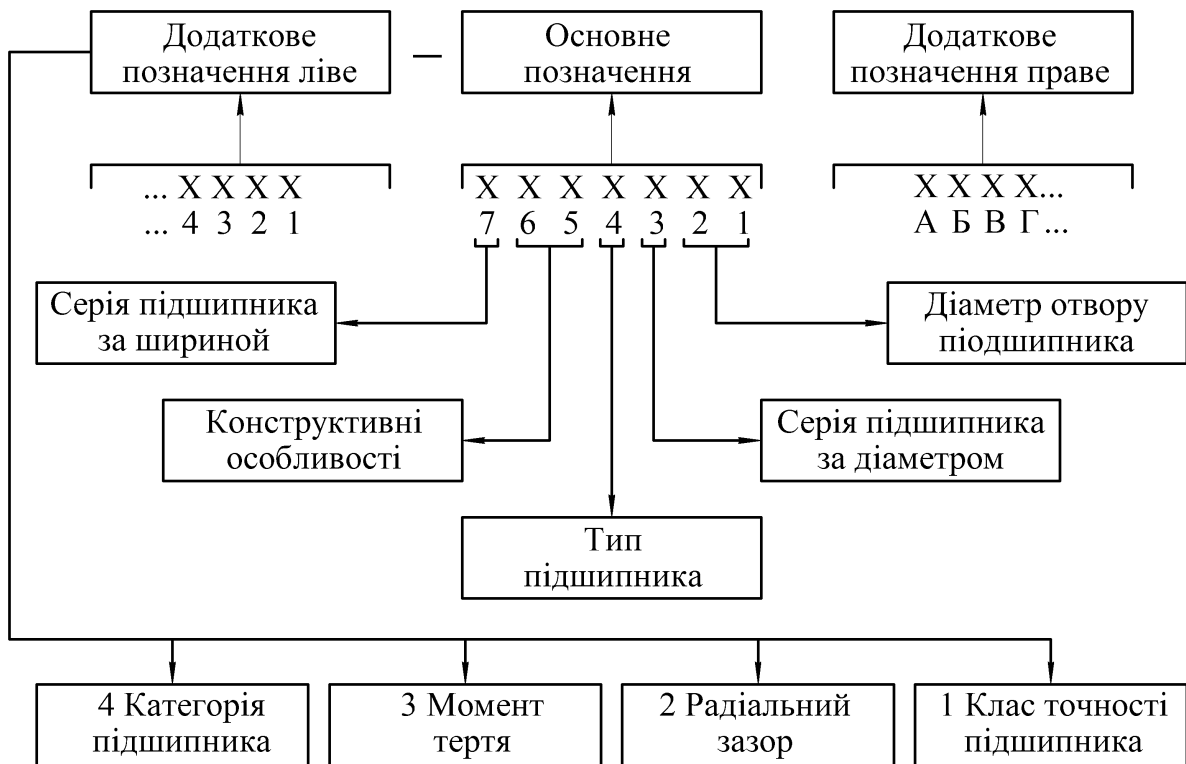 Додаткове
позначення ліве
–
Основне
позначення
Додаткове
позначення праве
... X X X X
... 4 3 2 1
X X X X X X X
7 6 5 4 3 2 1
X X X X...
А Б В Г...
Серія підшипника
за шириной
Діаметр отвору
піодшипника
Конструктивні
особливості
Серія підшипника
за діаметром
Тип
підшипника
4 Категорія
підшипника
3 Момент
тертя
2 Радіальний
зазор
1 Клас точності
підшипника